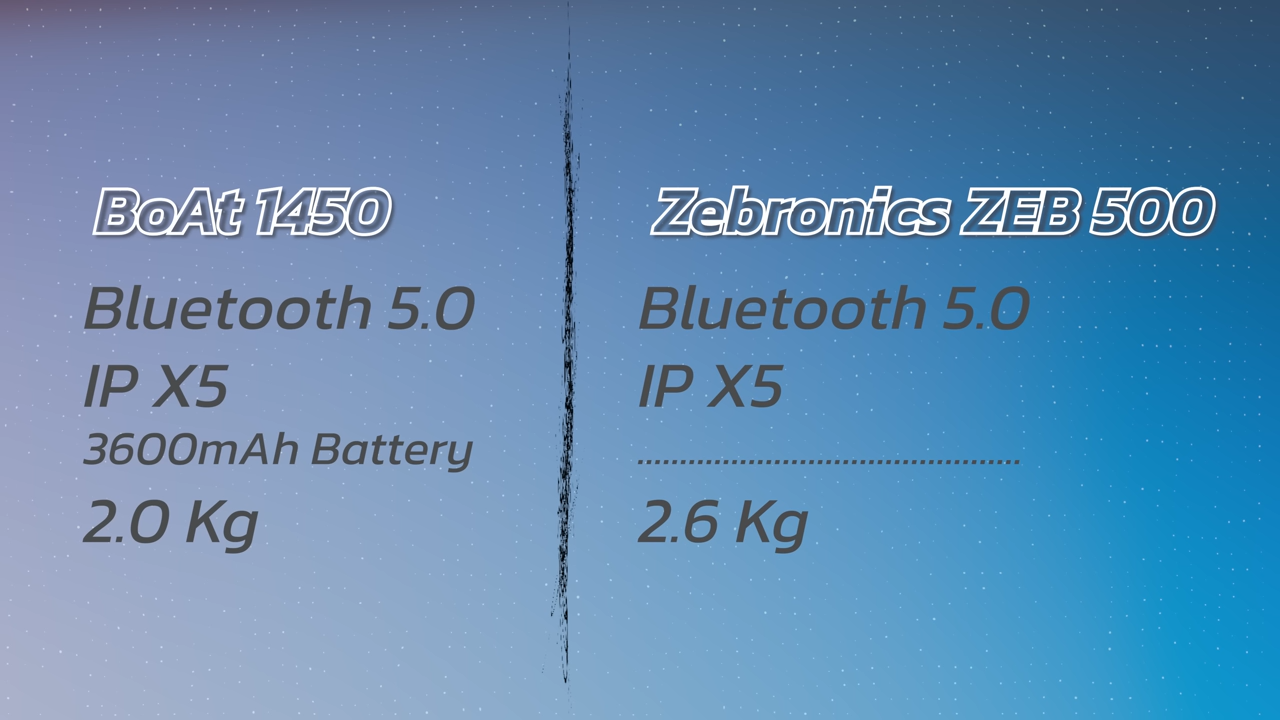 BoAt 1450
Bluetooth 5.0
IP X5
3600mAh Battery
2.0 Kg
Zebronics ZEB 500
Bluetooth 5.0
IP X5
..............................................
2.6 Kg